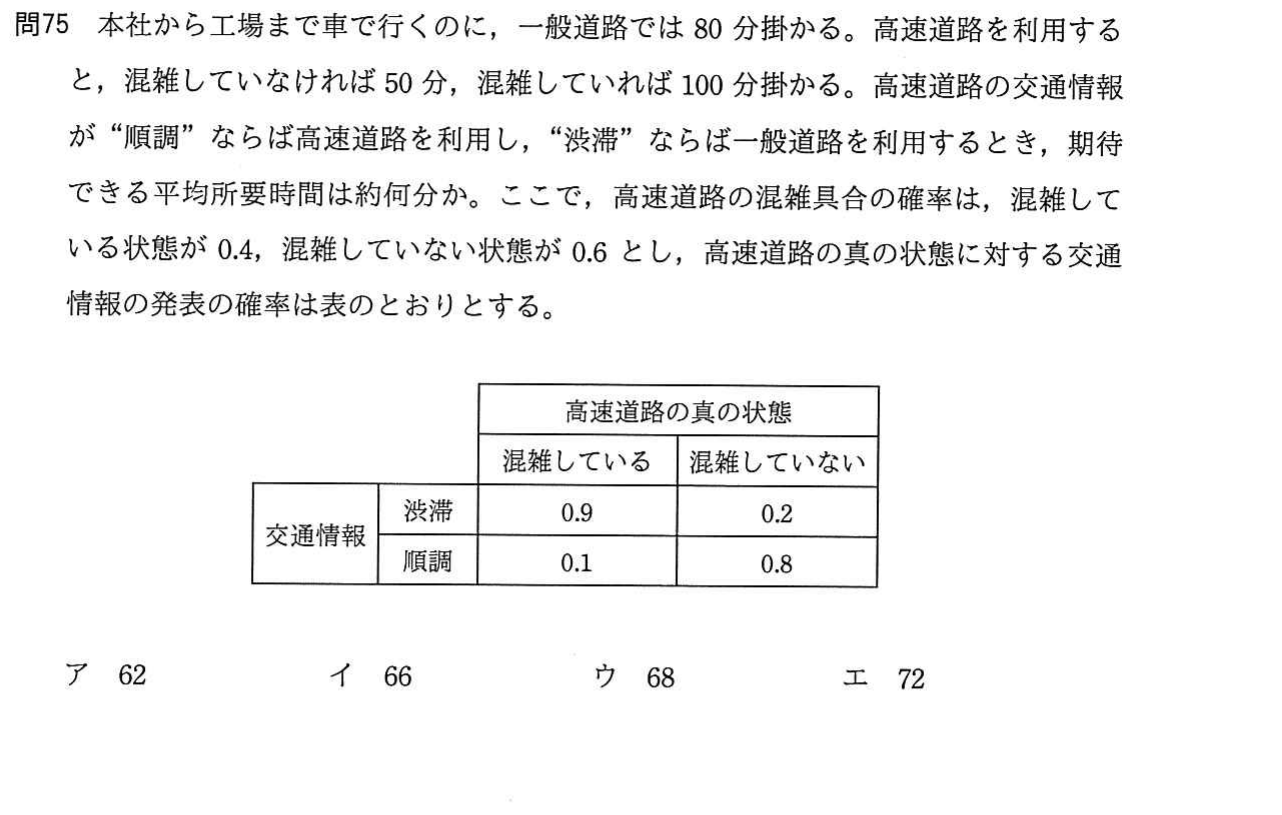 問75 本社から工場まで車で行くのに，一般道路では 80 分掛かる。高速道路を利用する
と，混雑していなければ 50 分，混雑していれば 100 分掛かる。高速道路の交通情報
が“順調”ならば高速道路を利用し，“渋滞”ならば一般道路を利用するとき，期待
できる平均所要時間は約何分か。ここで，高速道路の混雑具合の確率は，混雑して
いる状態が 0.4，混雑していない状態が 0.6 とし，高速道路の真の状態に対する交通
情報の発表の確率は表のとおりとする。
高速道路の真の状態
混雑している 混雑していない
交通情報 渋滞 0.9 0.2
順調 0.1 0.8
ア 62 イ 66 ウ 68 エ 72